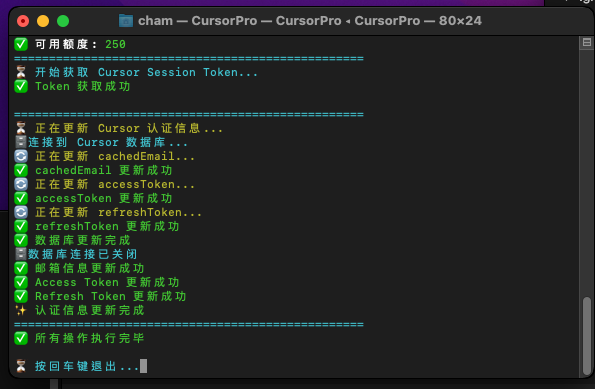 cham — CursorPro — CursorPro ◂ CursorPro — 80×24
✅ 可用额度: 250
==================================================
⏳ 开始获取 Cursor Session Token...
✅ Token 获取成功
==================================================
⏳ 正在更新 Cursor 认证信息...
🗄️连接到 Cursor 数据库...
🔄 正在更新 cachedEmail...
✅ cachedEmail 更新成功
🔄 正在更新 accessToken...
✅ accessToken 更新成功
🔄 正在更新 refreshToken...
✅ refreshToken 更新成功
✅ 数据库更新完成
🗄️数据库连接已关闭
✅ 邮箱信息更新成功
✅ Access Token 更新成功
✅ Refresh Token 更新成功
✨ 认证信息更新完成
==================================================
✅ 所有操作执行完毕
⏳ 按回车键退出...